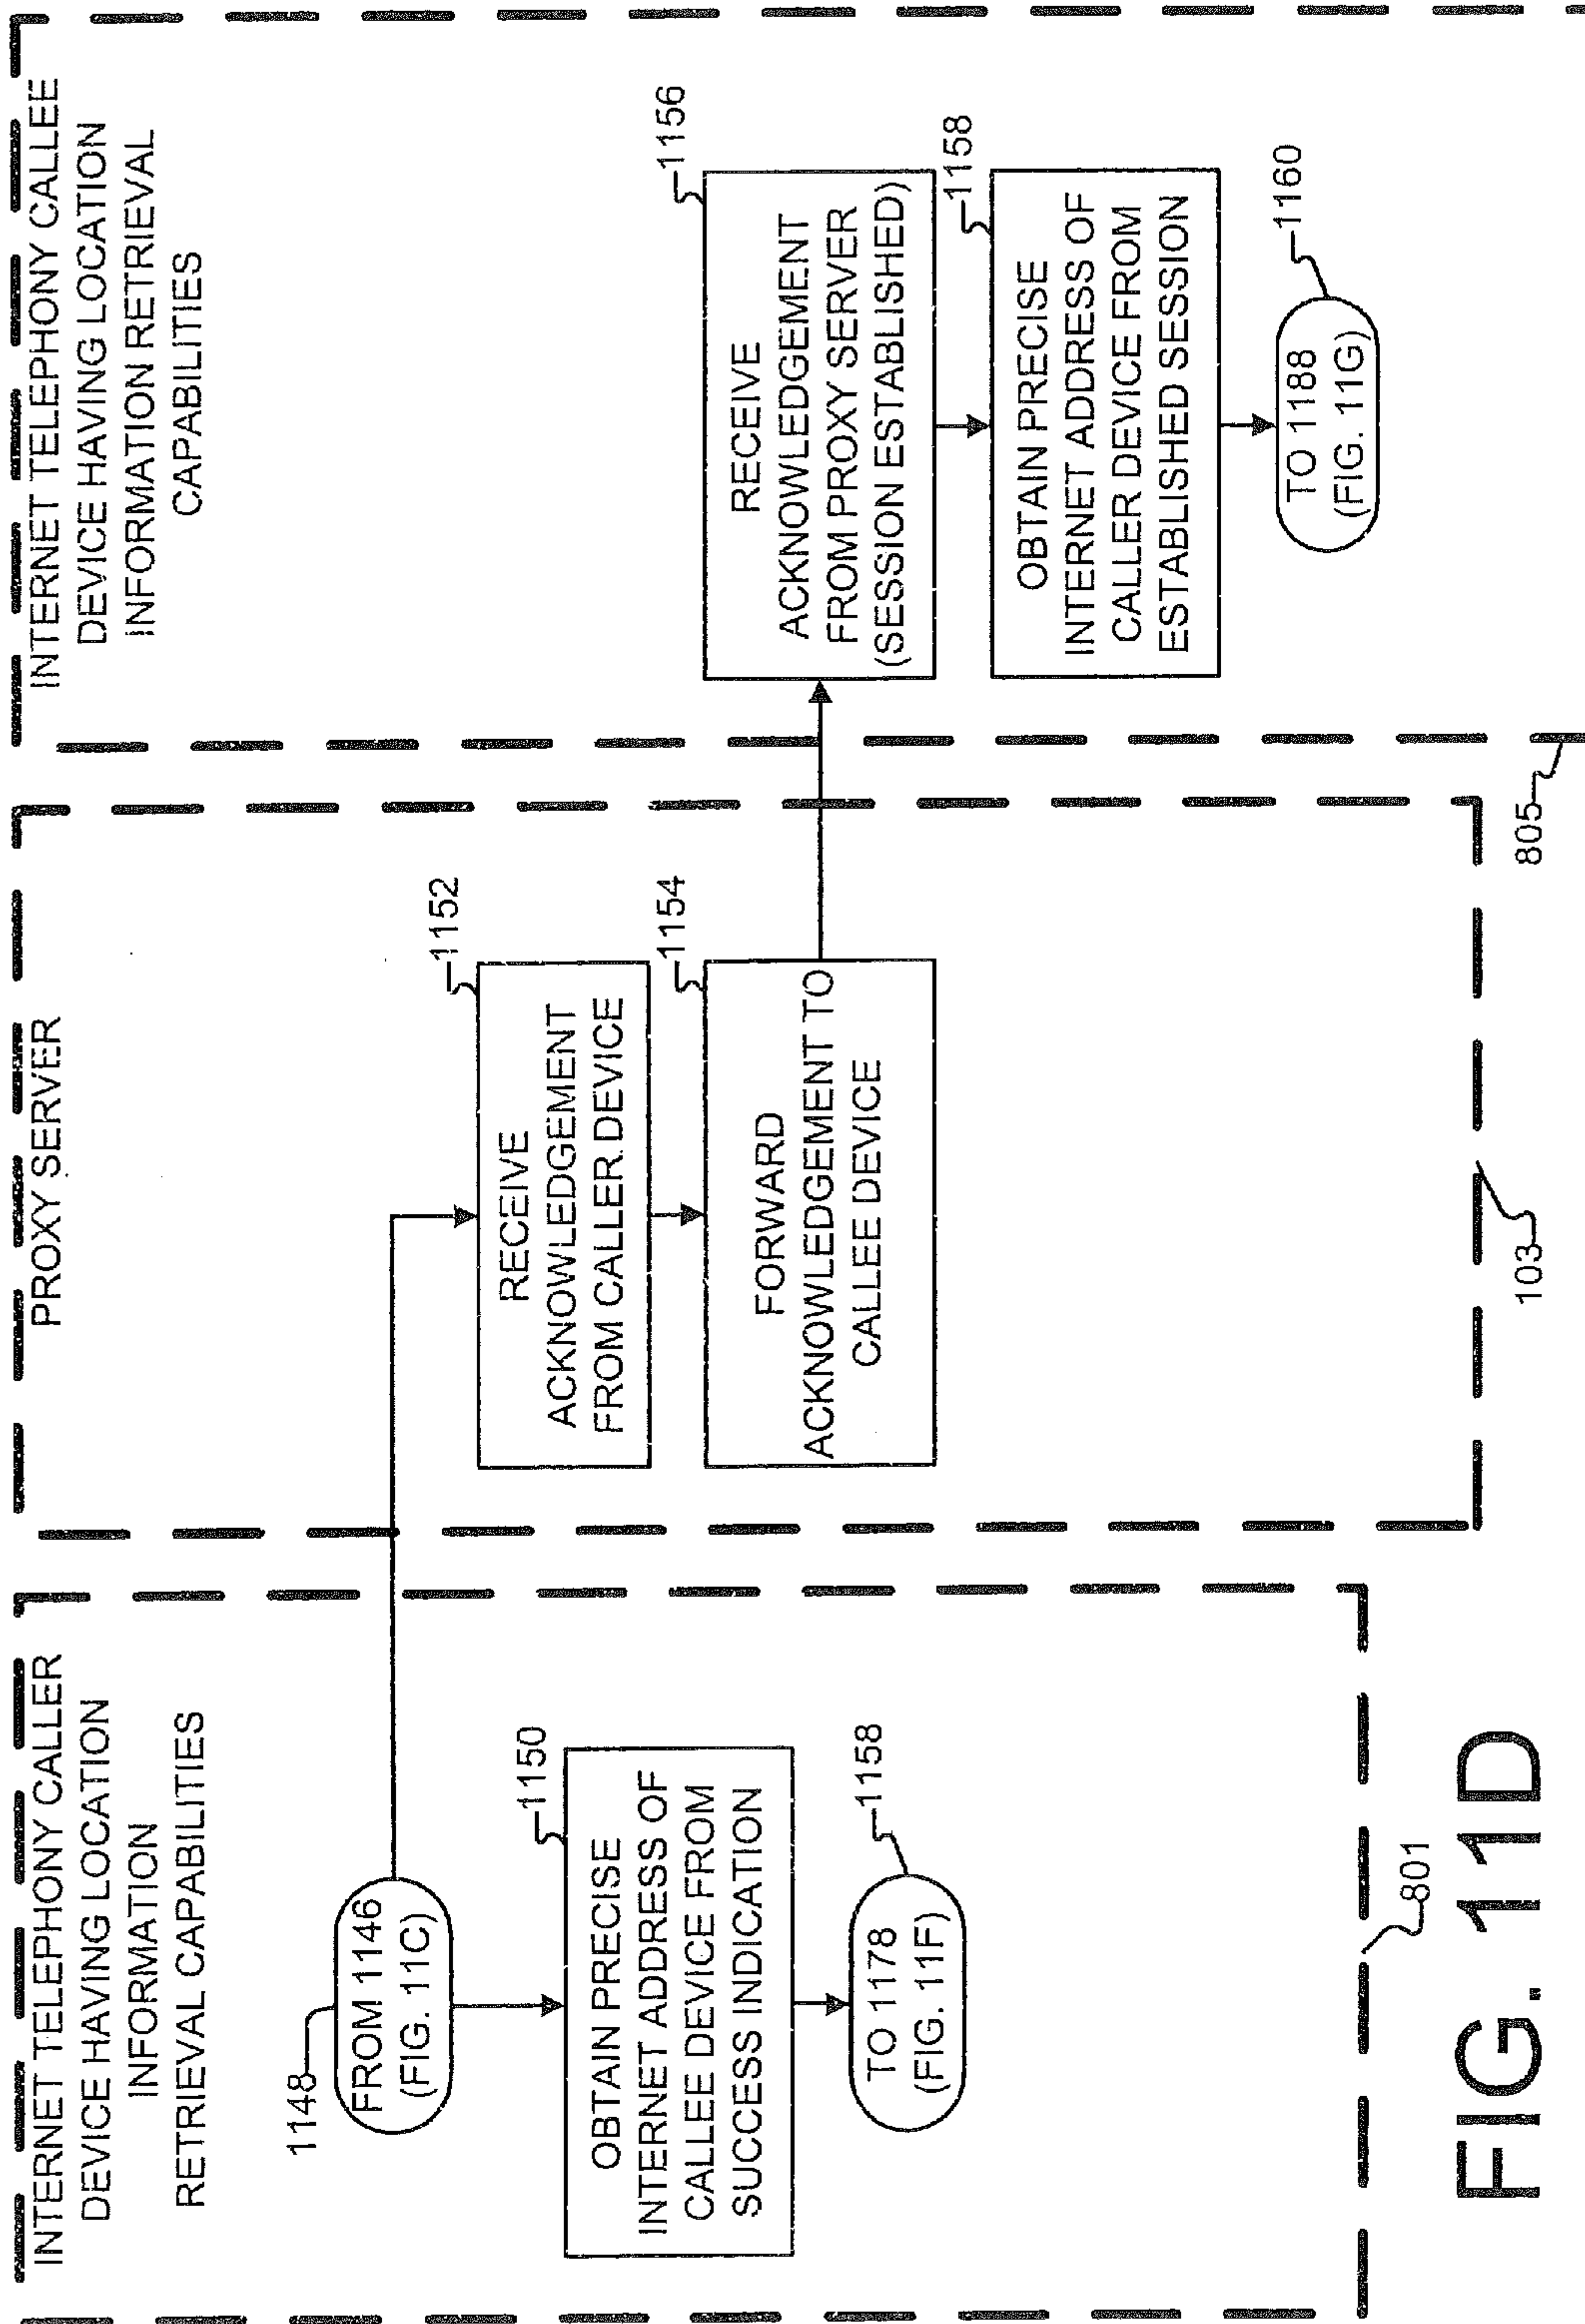 INTERNET TELEPHONY CALLER
DEVICE HAVING LOCATION
INFORMATION
RETRIEVAL CAPABILITIES
1148
FROM 1146
(FIG. 11C)
1150
OBTAIN PRECISE
INTERNET ADDRESS OF
CALLEE DEVICE FROM
SUCCESS INDICATION
1158
TO 1178
(FIG. 11F)
801
PROXY SERVER
1152
RECEIVE
ACKNOWLEDGEMENT
FROM CALLER DEVICE
1154
FORWARD
ACKNOWLEDGEMENT TO
CALLEE DEVICE
103
INTERNET TELEPHONY CALLEE
DEVICE HAVING LOCATION
INFORMATION RETRIEVAL
CAPABILITIES
1156
RECEIVE
ACKNOWLEDGEMENT
FROM PROXY SERVER
(SESSION ESTABLISHED)
1158
OBTAIN PRECISE
INTERNET ADDRESS OF
CALLER DEVICE FROM
ESTABLISHED SESSION
1160
TO 1188
(FIG. 11G)
805
FIG. 11D